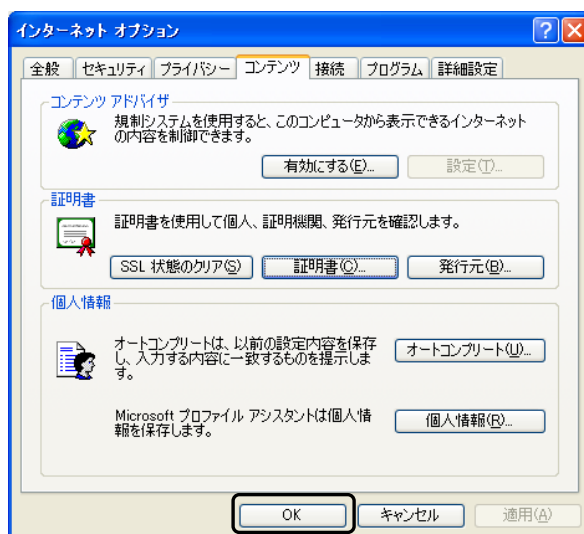 インターネット オプション
全般 セキュリティ プライバシー コンテンツ 接続 プログラム 詳細設定
コンテンツ アドバイザ
規制システムを使用すると、このコンピュータから表示できるインターネット
の内容を制御できます。
有効にする(E)... 設定(T)...
証明書
証明書を使用して個人、証明機関、発行元を確認します。
SSL 状態のクリア(S) 証明書(C)... 発行元(B)...
個人情報
オートコンプリートは、以前の設定内容を保存
し、入力する内容に一致するものを提示しま
す。
オートコンプリート(U)...
Microsoft プロファイル アシスタントは個人情
報を保存します。
個人情報(R)...
OK キャンセル 適用(A)